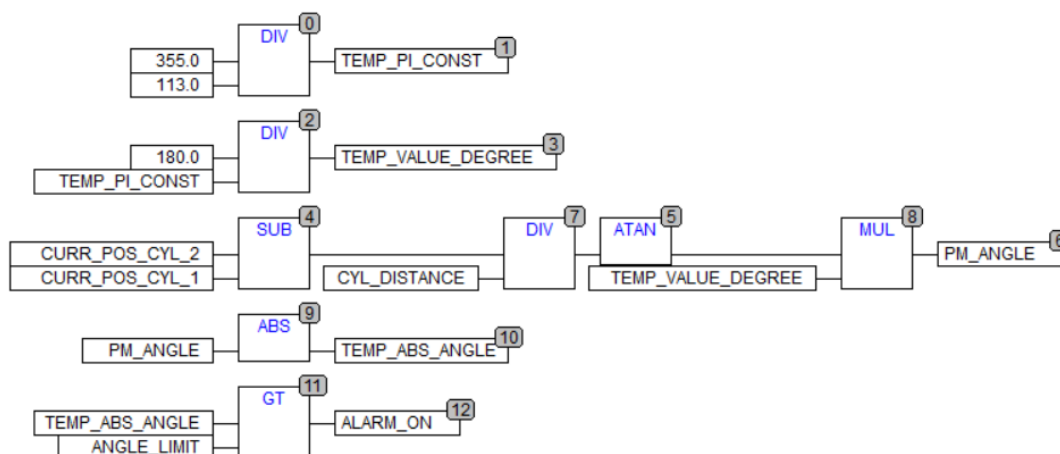 DIV 0
355.0 TEMP_PI_CONST 1
113.0
DIV 2
180.0 TEMP_VALUE_DEGREE 3
TEMP_PI_CONST
SUB 4 DIV 7 ATAN 5 MUL 8
CURR_POS_CYL_2 PM_ANGLE 6
CURR_POS_CYL_1 CYL_DISTANCE TEMP_VALUE_DEGREE
ABS 9
PM_ANGLE TEMP_ABS_ANGLE 10
GT 11
TEMP_ABS_ANGLE ALARM_ON 12
ANGLE_LIMIT